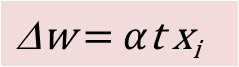 Δw = α t xᵢ